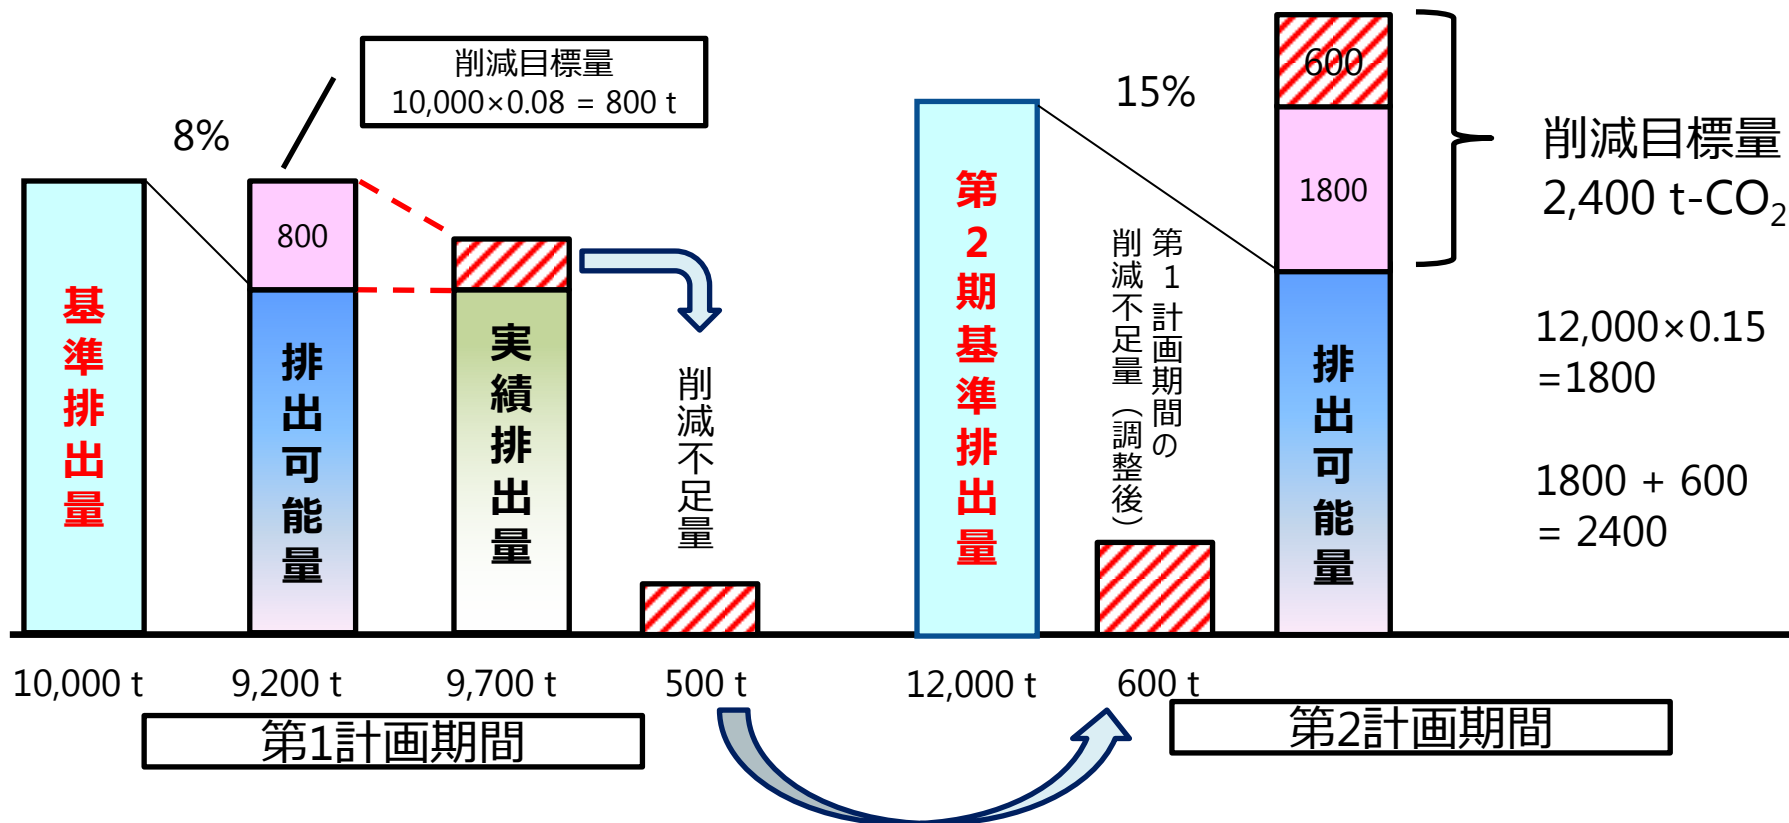 削減目標量
10,000×0.08 = 800 t
8%
800
基準排出量
排出可能量
実績排出量
削減不足量
10,000 t
9,200 t
9,700 t
500 t
第1計画期間
15%
600
1800
第2期基準排出量
第1計画期間の
削減不足量（調整後）
排出可能量
削減目標量
2,400 t-CO₂
12,000×0.15
=1800
1800 + 600
= 2400
12,000 t
600 t
第2計画期間